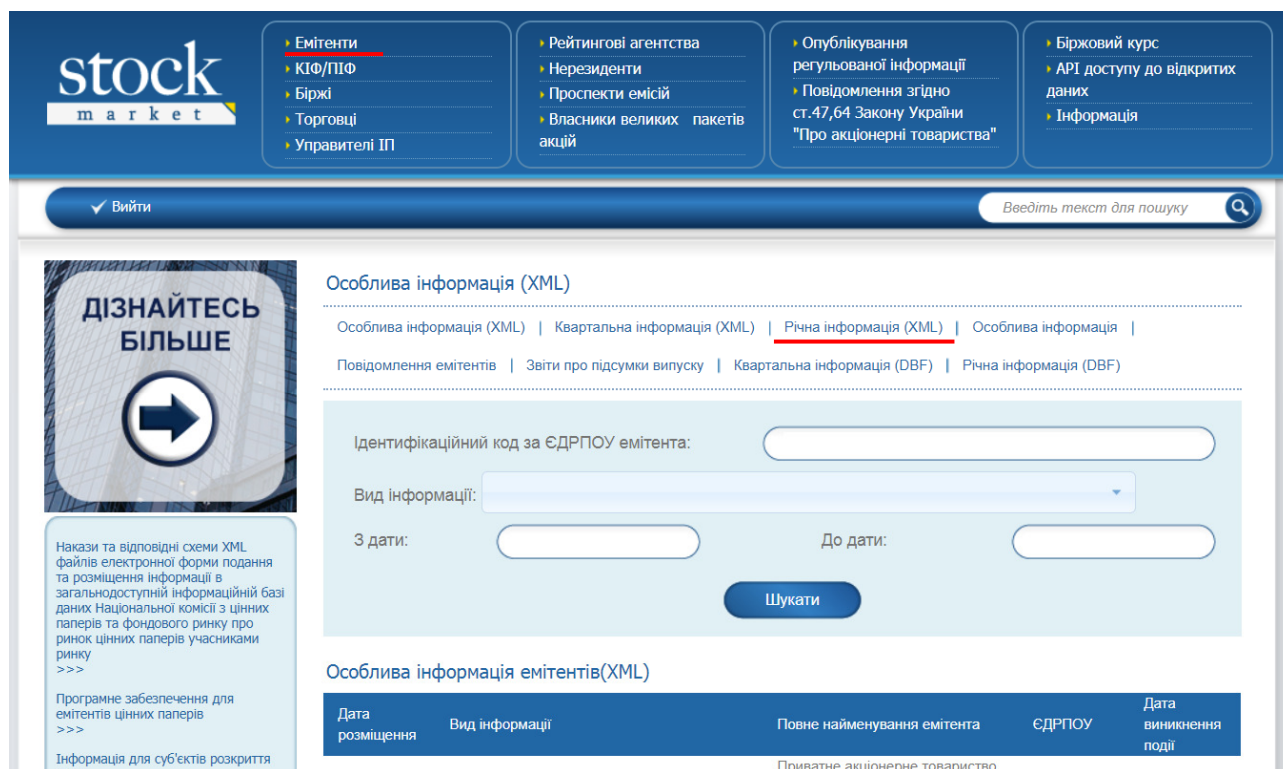 stock
market
Емітенти
КІФ/ПІФ
Біржі
Торговці
Управителі ІП
Рейтингові агентства
Нерезиденти
Проспекти емісій
Власники великих пакетів
акцій
Опублікування
регульованої інформації
Повідомлення згідно
ст.47,64 Закону України
"Про акціонерні товариства"
Біржовий курс
API доступу до відкритих
даних
Інформація
Вийти
Введіть текст для пошуку
ДІЗНАЙТЕСЬ
БІЛЬШЕ
Накази та відповідні схеми XML
файлів електронної форми подання
та розміщення інформації в
загальнодоступній інформаційній базі
даних Національної комісії з цінних
паперів та фондового ринку про
ринок цінних паперів учасниками
ринку
>>>
Програмне забезпечення для
емітентів цінних паперів
>>>
Інформація для суб'єктів розкриття
Особлива інформація (XML)
Особлива інформація (XML) | Квартальна інформація (XML) | Річна інформація (XML) | Особлива інформація |
Повідомлення емітентів | Звіти про підсумки випуску | Квартальна інформація (DBF) | Річна інформація (DBF)
Ідентифікаційний код за ЄДРПОУ емітента:
Вид інформації:
З дати:
До дати:
Шукати
Особлива інформація емітентів(XML)
Дата
розміщення
Вид інформації
Повне найменування емітента
ЄДРПОУ
Дата
виникнення
події
Приватне акціонерне товариство